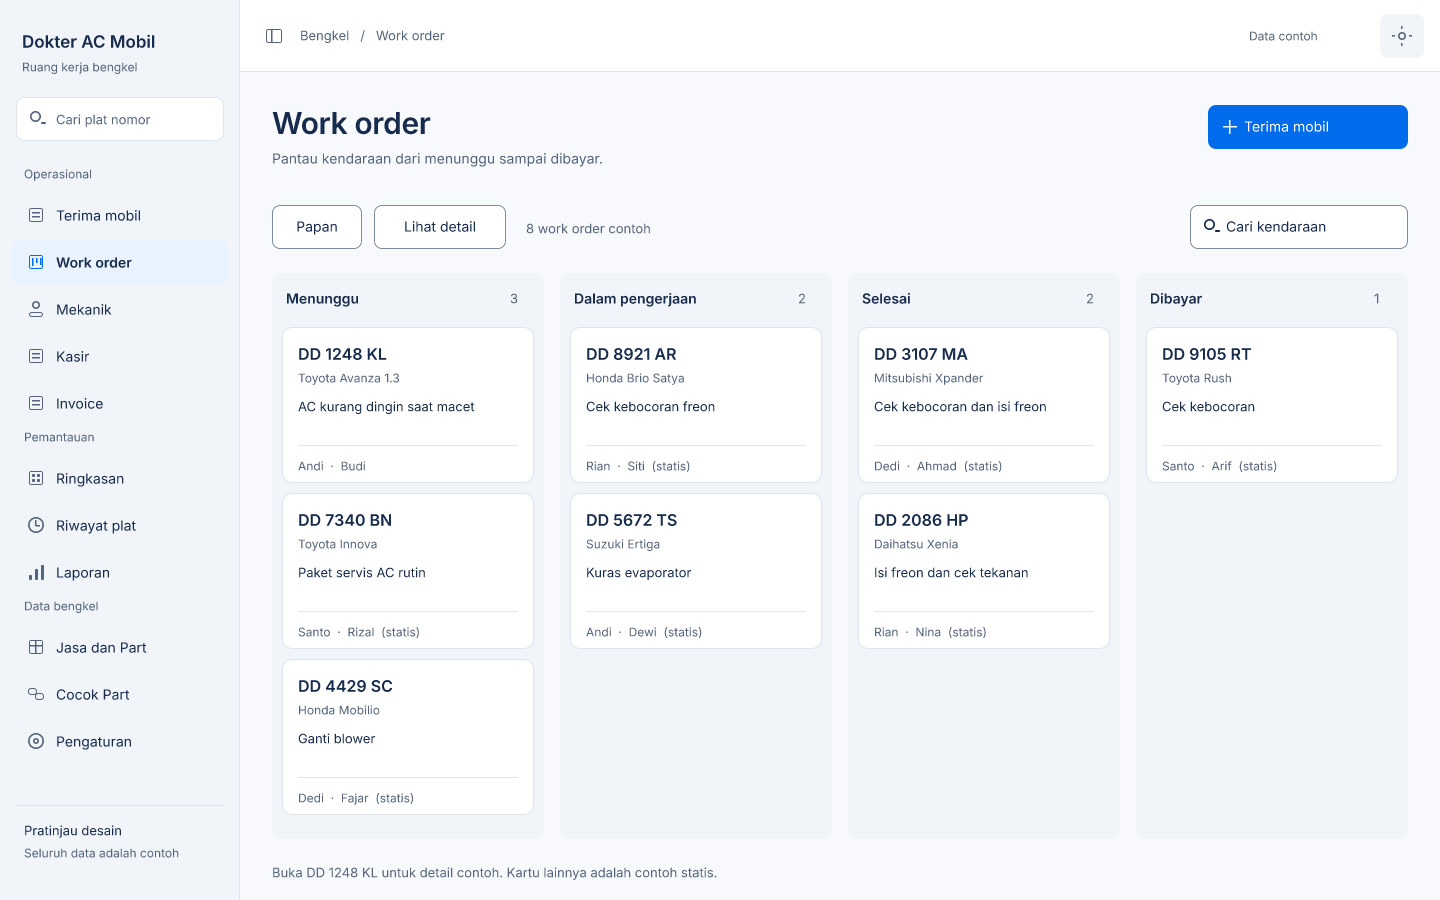 Dokter AC Mobil
Ruang kerja bengkel
Cari plat nomor
Operasional
Terima mobil
Work order
Mekanik
Kasir
Invoice
Pemantauan
Ringkasan
Riwayat plat
Laporan
Data bengkel
Jasa dan Part
Cocok Part
Pengaturan
Pratinjau desain
Seluruh data adalah contoh
Bengkel / Work order
Data contoh
Work order
Pantau kendaraan dari menunggu sampai dibayar.
Terima mobil
Papan
Lihat detail
8 work order contoh
Cari kendaraan
Menunggu 3
DD 1248 KL
Toyota Avanza 1.3
AC kurang dingin saat macet
Andi · Budi
DD 7340 BN
Toyota Innova
Paket servis AC rutin
Santo · Rizal (statis)
DD 4429 SC
Honda Mobilio
Ganti blower
Dedi · Fajar (statis)
Dalam pengerjaan 2
DD 8921 AR
Honda Brio Satya
Cek kebocoran freon
Rian · Siti (statis)
DD 5672 TS
Suzuki Ertiga
Kuras evaporator
Andi · Dewi (statis)
Selesai 2
DD 3107 MA
Mitsubishi Xpander
Cek kebocoran dan isi freon
Dedi · Ahmad (statis)
DD 2086 HP
Daihatsu Xenia
Isi freon dan cek tekanan
Rian · Nina (statis)
Dibayar 1
DD 9105 RT
Toyota Rush
Cek kebocoran
Santo · Arif (statis)
Buka DD 1248 KL untuk detail contoh. Kartu lainnya adalah contoh statis.